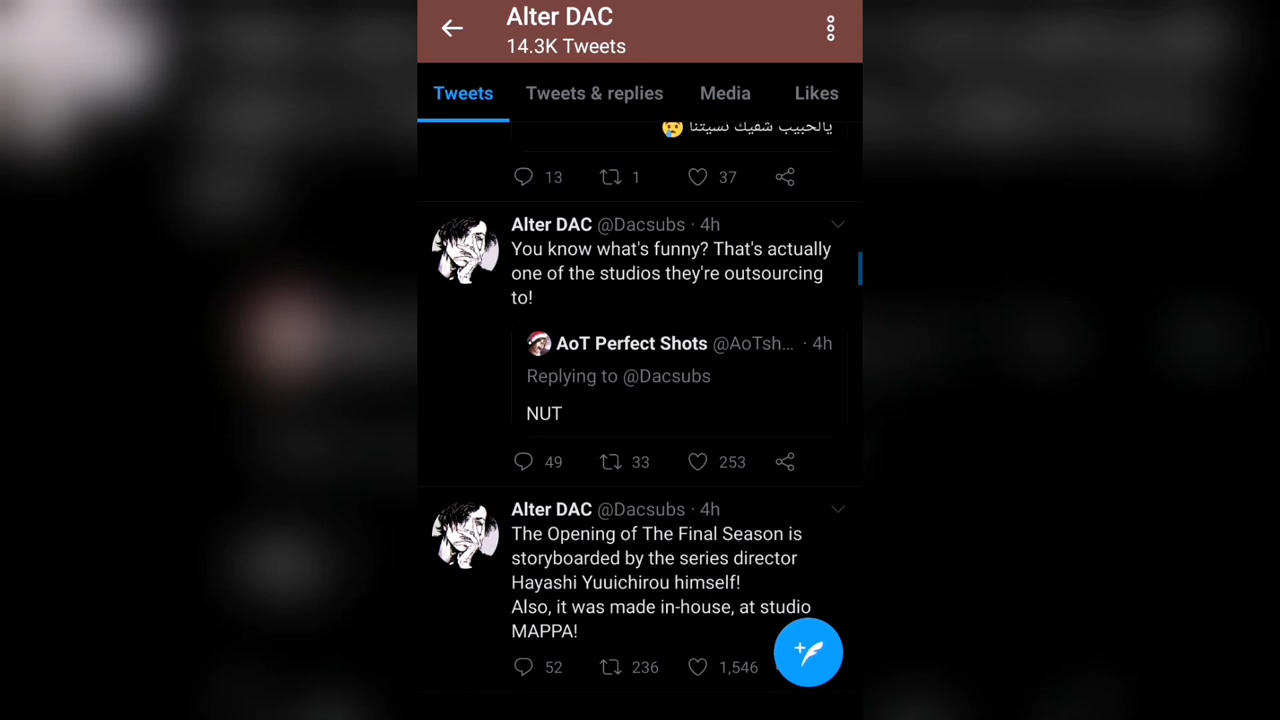 Alter DAC
14.3K Tweets
Tweets Tweets & replies Media Likes
يالحبيب شفيك نسيتنا 😢
13 1 37
Alter DAC @Dacsubs · 4h
You know what's funny? That's actually
one of the studios they're outsourcing
to!
AoT Perfect Shots @AoTsh... · 4h
Replying to @Dacsubs
NUT
49 33 253
Alter DAC @Dacsubs · 4h
The Opening of The Final Season is
storyboarded by the series director
Hayashi Yuuichirou himself!
Also, it was made in-house, at studio
MAPPA!
52 236 1,546